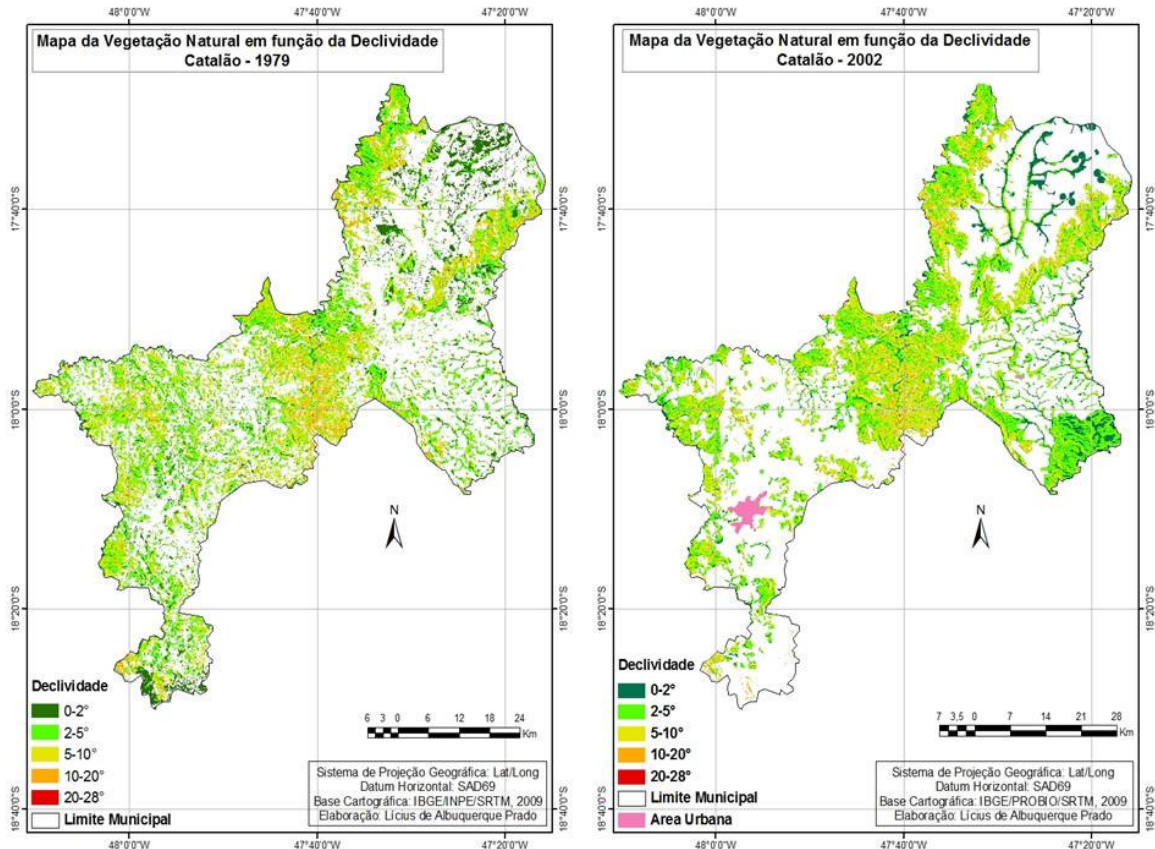 48°0'0"
47°40'0"
47°20'0"
Mapa da Vegetação Natural em função da Declividade
Catalão - 1979
17°40'0"S
17°40'0"S
18°0'0"S
18°0'0"S
N
18°20'0"S
18°20'0"S
Declividade
0-2°
2-5°
5-10°
10-20°
20-28°
Limite Municipal
6 3 0 6 12 18 24
Km
Sistema de Projeção Geográfica: Lat/Long
Datum Horizontal: SAD69
Base Cartográfica: IBGE/INPE/SRTM, 2009
Elaboração: Lícius de Albuquerque Prado
18°40'0"S
18°40'0"S
48°0'0"
47°40'0"
47°20'0"
48°0'0"
47°40'0"
47°20'0"
Mapa da Vegetação Natural em função da Declividade
Catalão - 2002
17°40'0"S
17°40'0"S
18°0'0"S
18°0'0"S
N
18°20'0"S
18°20'0"S
Declividade
0-2°
2-5°
5-10°
10-20°
20-28°
Limite Municipal
Area Urbana
7 3,5 0 7 14 21 28
Km
Sistema de Projeção Geográfica: Lat/Long
Datum Horizontal: SAD69
Base Cartográfica: IBGE/PROBIO/SRTM, 2009
Elaboração: Lícius de Albuquerque Prado
18°40'0"S
18°40'0"S
48°0'0"
47°40'0"
47°20'0"